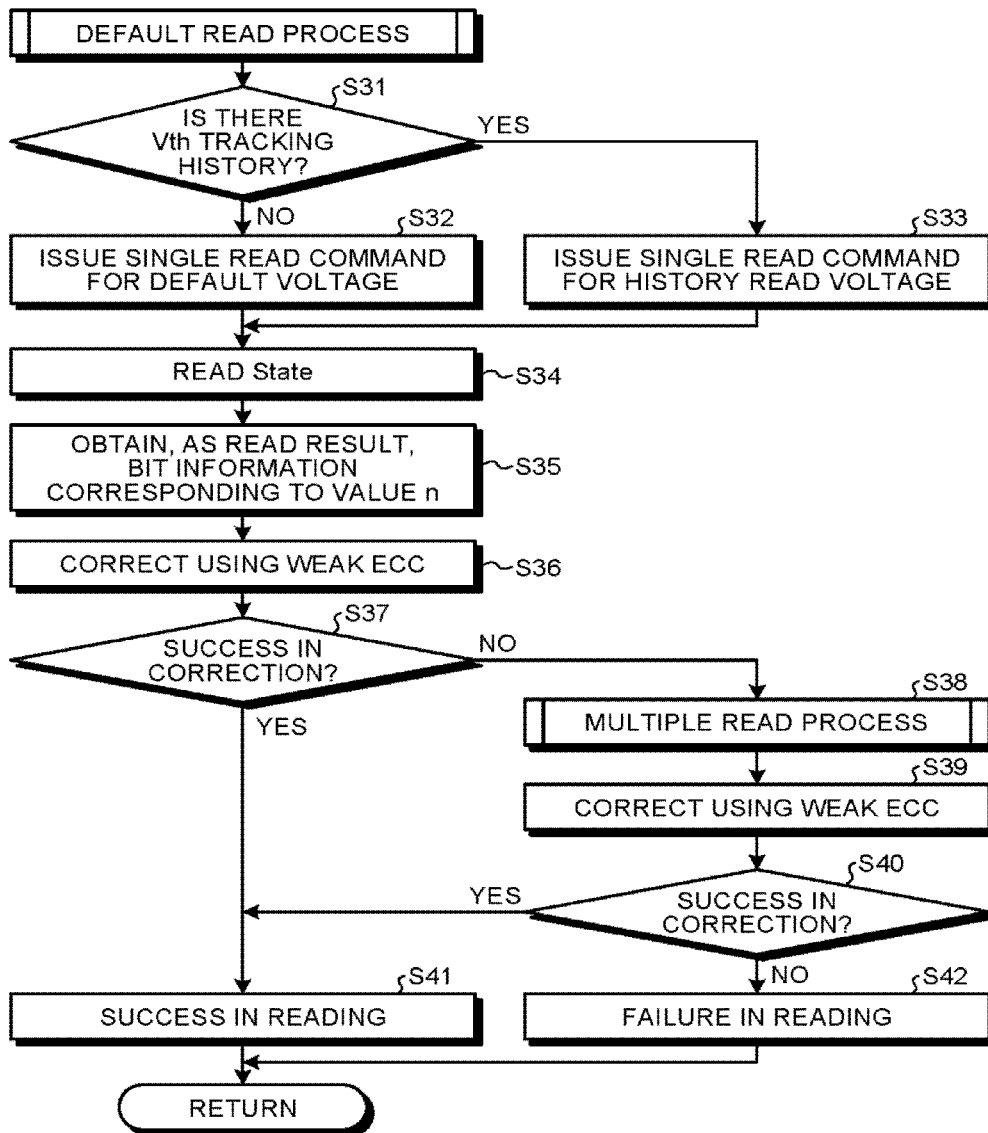 DEFAULT READ PROCESS
S31
IS THERE
Vth TRACKING
HISTORY?
YES
NO
S32
ISSUE SINGLE READ COMMAND
FOR DEFAULT VOLTAGE
S33
ISSUE SINGLE READ COMMAND
FOR HISTORY READ VOLTAGE
READ State
S34
OBTAIN, AS READ RESULT,
BIT INFORMATION
CORRESPONDING TO VALUE n
S35
CORRECT USING WEAK ECC
S36
S37
SUCCESS IN
CORRECTION?
NO
YES
S38
MULTIPLE READ PROCESS
S39
CORRECT USING WEAK ECC
S40
SUCCESS IN
CORRECTION?
YES
NO
S41
SUCCESS IN READING
S42
FAILURE IN READING
RETURN